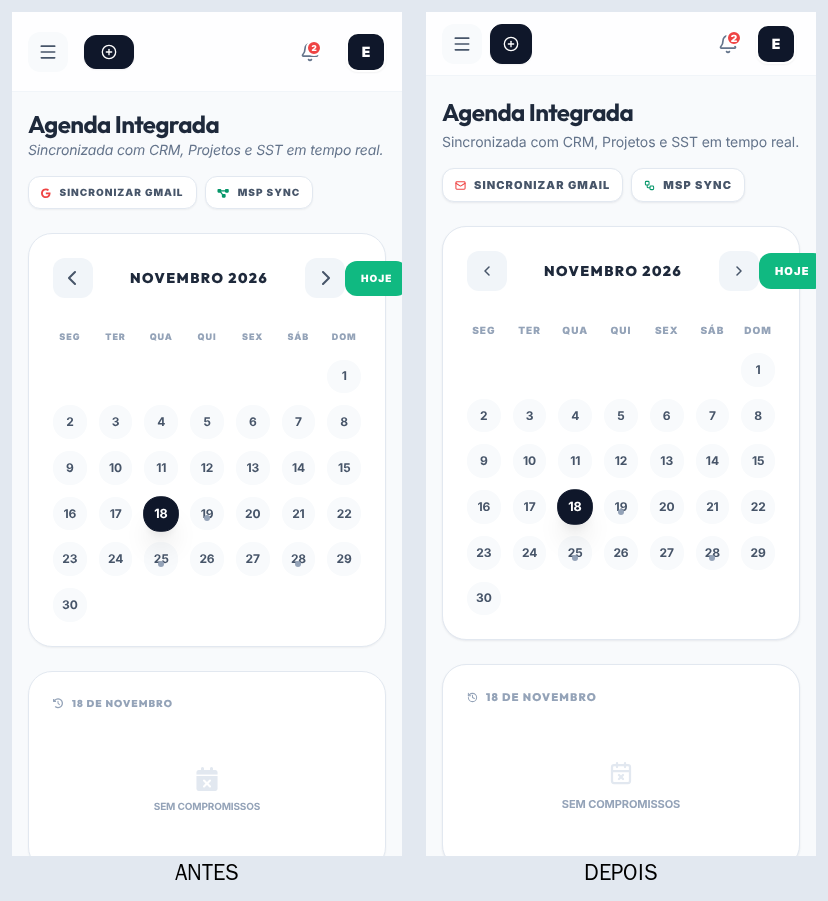 2
E
Agenda Integrada
Sincronizada com CRM, Projetos e SST em tempo real.
SINCRONIZAR GMAIL
MSP SYNC
NOVEMBRO 2026
HOJE
SEG TER QUA QUI SEX SÁB DOM
1
2 3 4 5 6 7 8
9 10 11 12 13 14 15
16 17 18 19 20 21 22
23 24 25 26 27 28 29
30
18 DE NOVEMBRO
SEM COMPROMISSOS
ANTES
2
E
Agenda Integrada
Sincronizada com CRM, Projetos e SST em tempo real.
SINCRONIZAR GMAIL
MSP SYNC
NOVEMBRO 2026
HOJE
SEG TER QUA QUI SEX SÁB DOM
1
2 3 4 5 6 7 8
9 10 11 12 13 14 15
16 17 18 19 20 21 22
23 24 25 26 27 28 29
30
18 DE NOVEMBRO
SEM COMPROMISSOS
DEPOIS